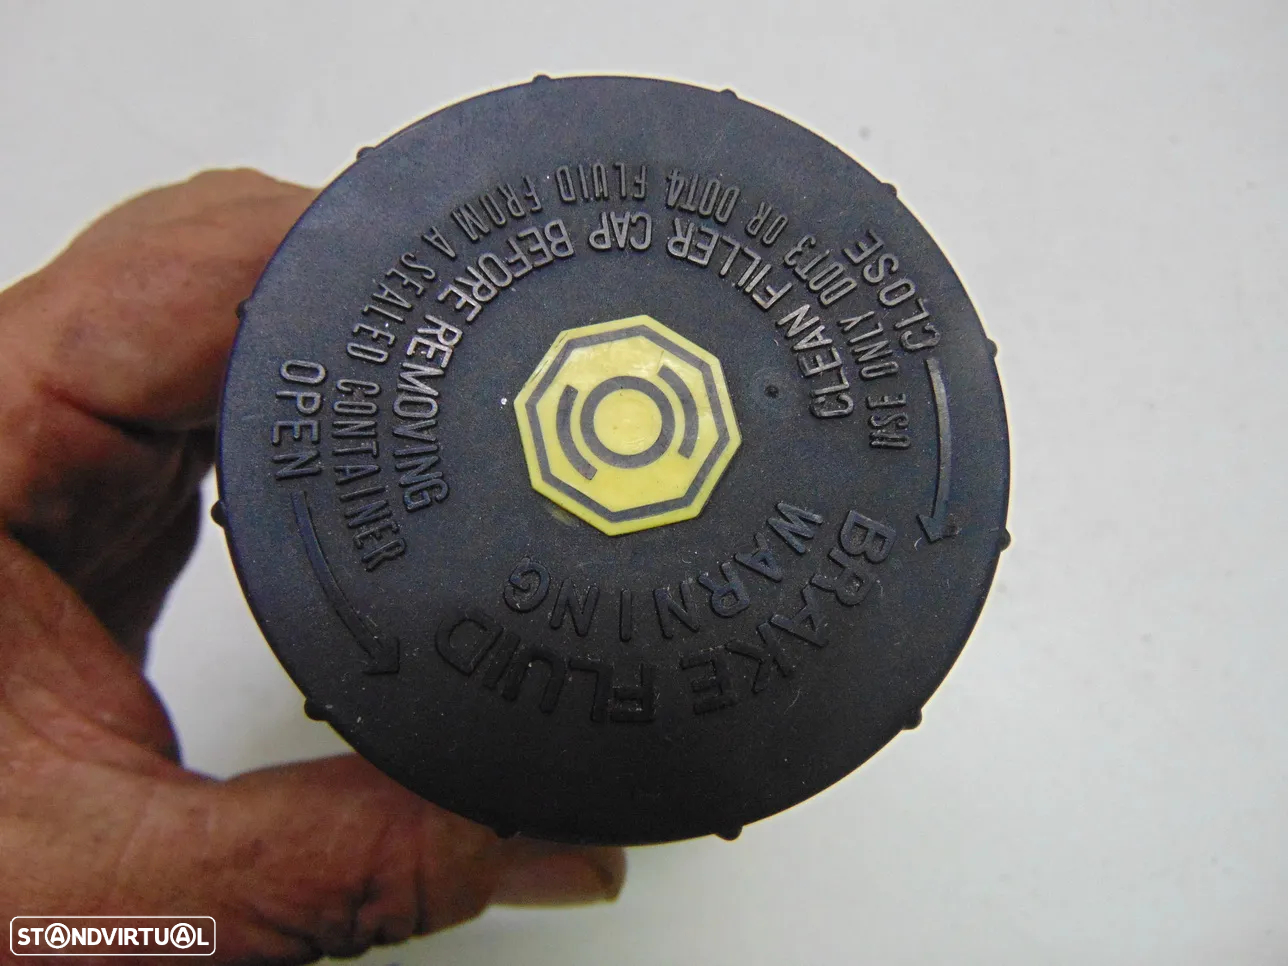 BRAKE FLUID
WARNING
CLEAN FILLER CAP BEFORE REMOVING
USE ONLY DOT3 OR DOT4 FLUID FROM A SEALED CONTAINER
OPEN
CLOSE
STANDVIRTUAL